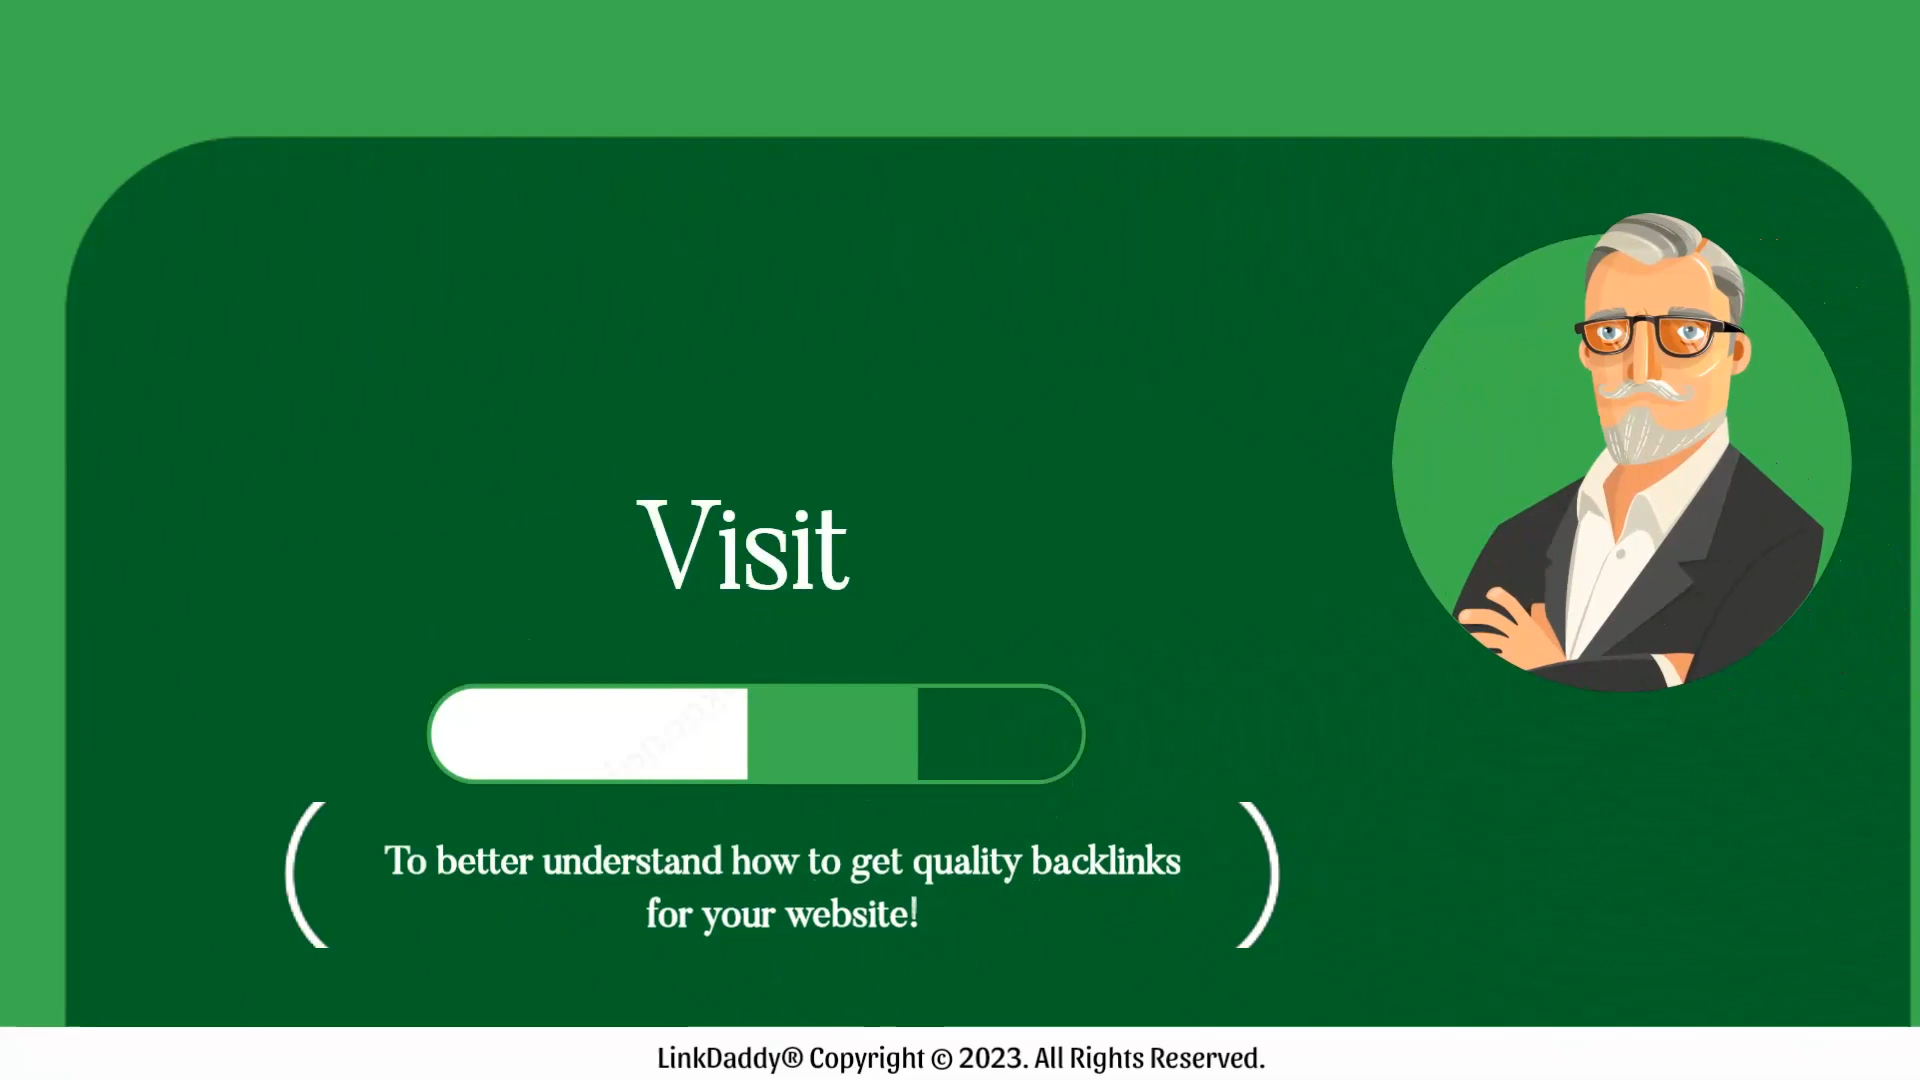 Visit
To better understand how to get quality backlinks
for your website!
LinkDaddy® Copyright © 2023. All Rights Reserved.